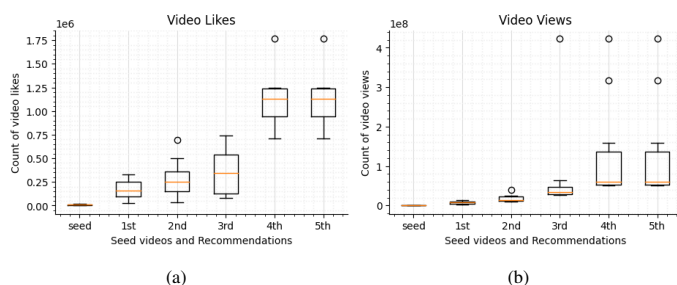 Video Likes
1e6
1.75
1.50
1.25
1.00
0.75
0.50
0.25
0.00
Count of video likes
seed 1st 2nd 3rd 4th 5th
Seed videos and Recommendations
(a)
Video Views
1e8
4
3
2
1
0
Count of video views
seed 1st 2nd 3rd 4th 5th
Seed videos and Recommendations
(b)